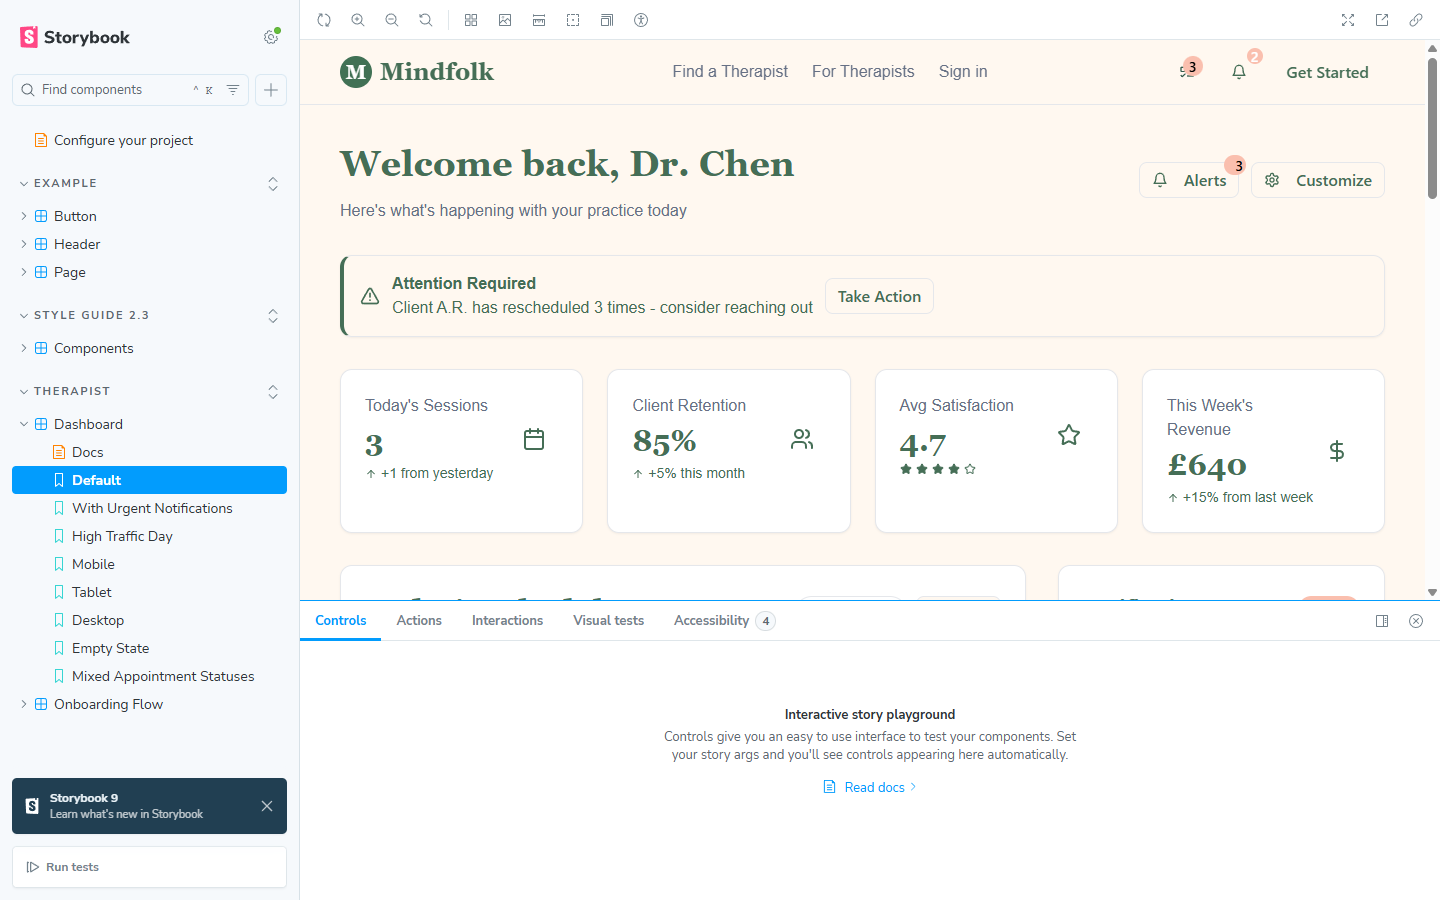 Storybook
Find components
^ K
Configure your project
EXAMPLE
Button
Header
Page
STYLE GUIDE 2.3
Components
THERAPIST
Dashboard
Docs
Default
With Urgent Notifications
High Traffic Day
Mobile
Tablet
Desktop
Empty State
Mixed Appointment Statuses
Onboarding Flow
Storybook 9
Learn what's new in Storybook
Run tests
M Mindfolk
Find a Therapist
For Therapists
Sign in
3
2
Get Started
Welcome back, Dr. Chen
Here's what's happening with your practice today
Alerts
3
Customize
Attention Required
Client A.R. has rescheduled 3 times - consider reaching out
Take Action
Today's Sessions
3
+1 from yesterday
Client Retention
85%
+5% this month
Avg Satisfaction
4.7
This Week's
Revenue
£640
+15% from last week
Controls
Actions
Interactions
Visual tests
Accessibility 4
Interactive story playground
Controls give you an easy to use interface to test your components. Set
your story args and you'll see controls appearing here automatically.
Read docs